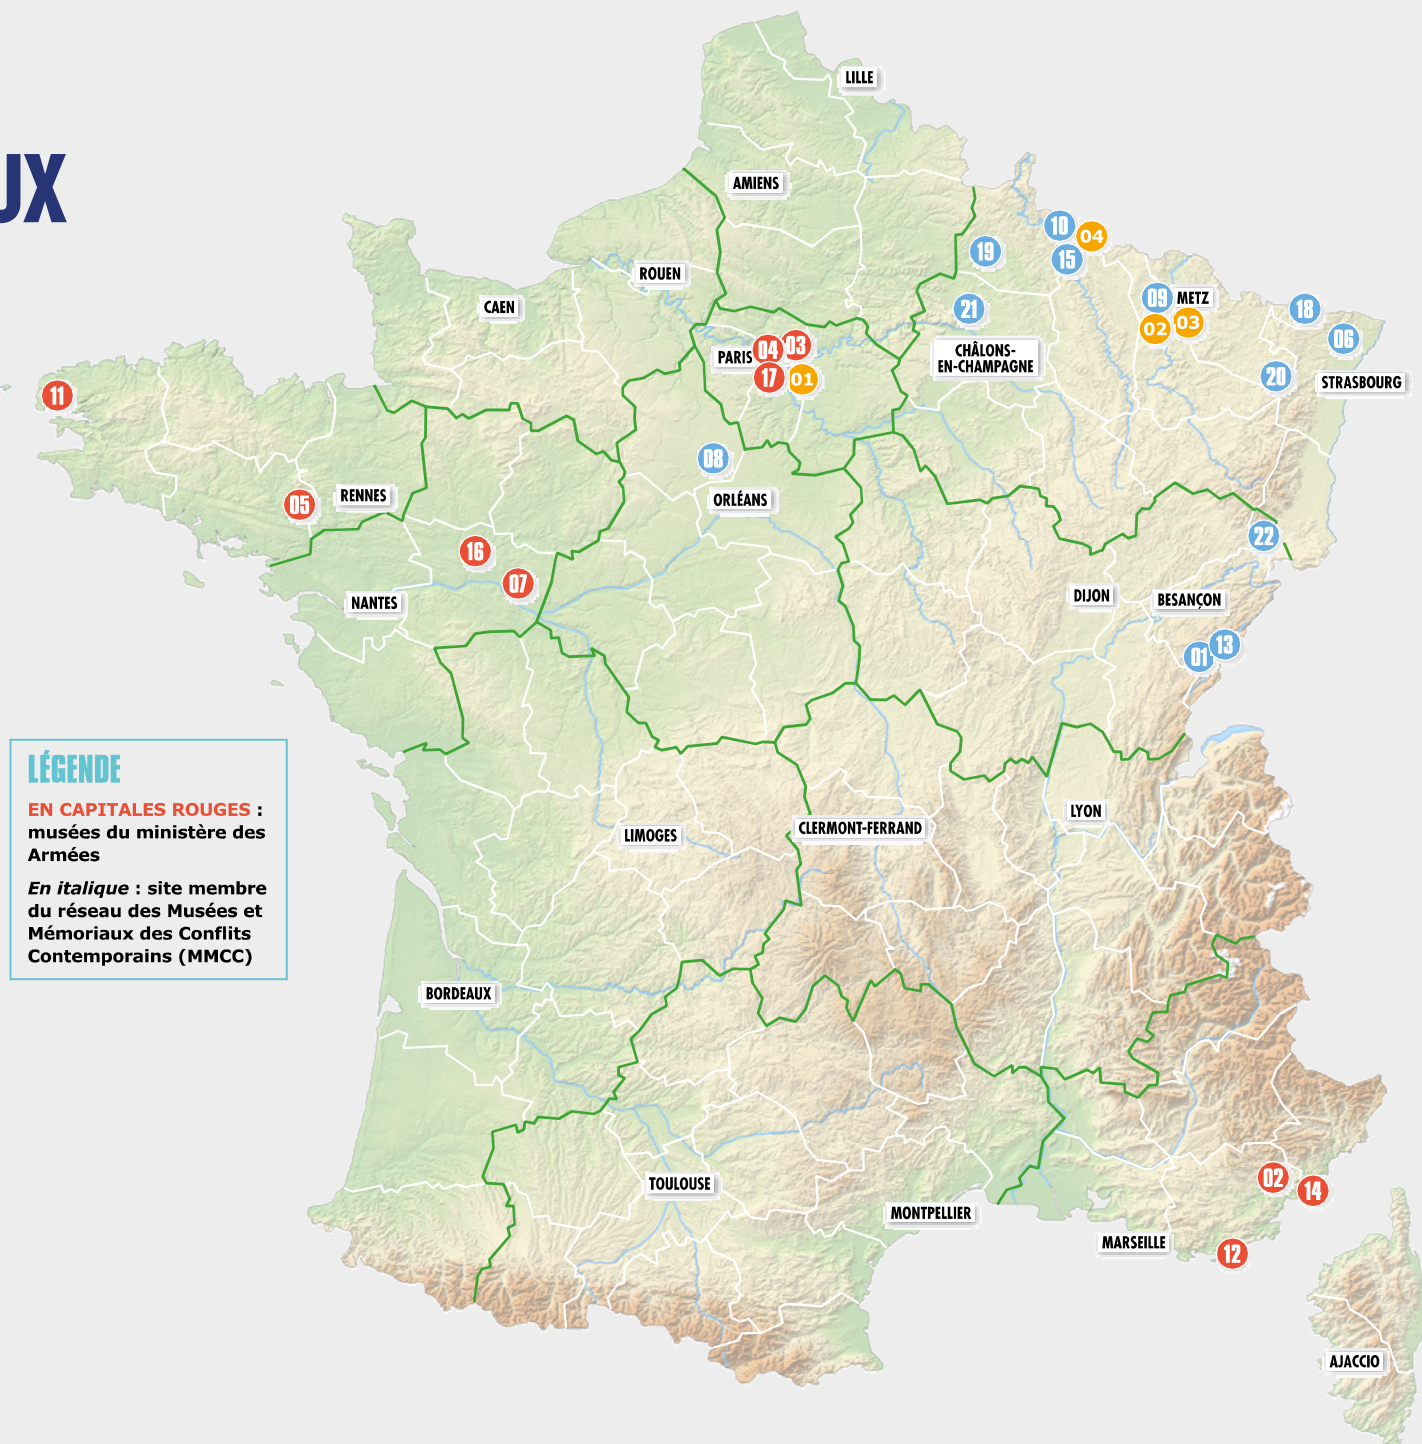 LILLE
UX
AMIENS
10
04
19
15
ROUEN
09
METZ
CAEN
21
18
02
03
06
PARIS
04
03
CHÂLONS-
EN-CHAMPAGNE
17
01
20
STRASBOURG
11
08
RENNES
ORLÉANS
05
22
16
07
NANTES
DIJON
BESANÇON
13
01
LÉGENDE
EN CAPITALES ROUGES :
musées du ministère des
Armées
En italique : site membre
du réseau des Musées et
Mémoriaux des Conflits
Contemporains (MMCC)
LYON
LIMOGES
CLERMONT-FERRAND
BORDEAUX
02
TOULOUSE
14
MONTPELLIER
MARSEILLE
12
AJACCIO